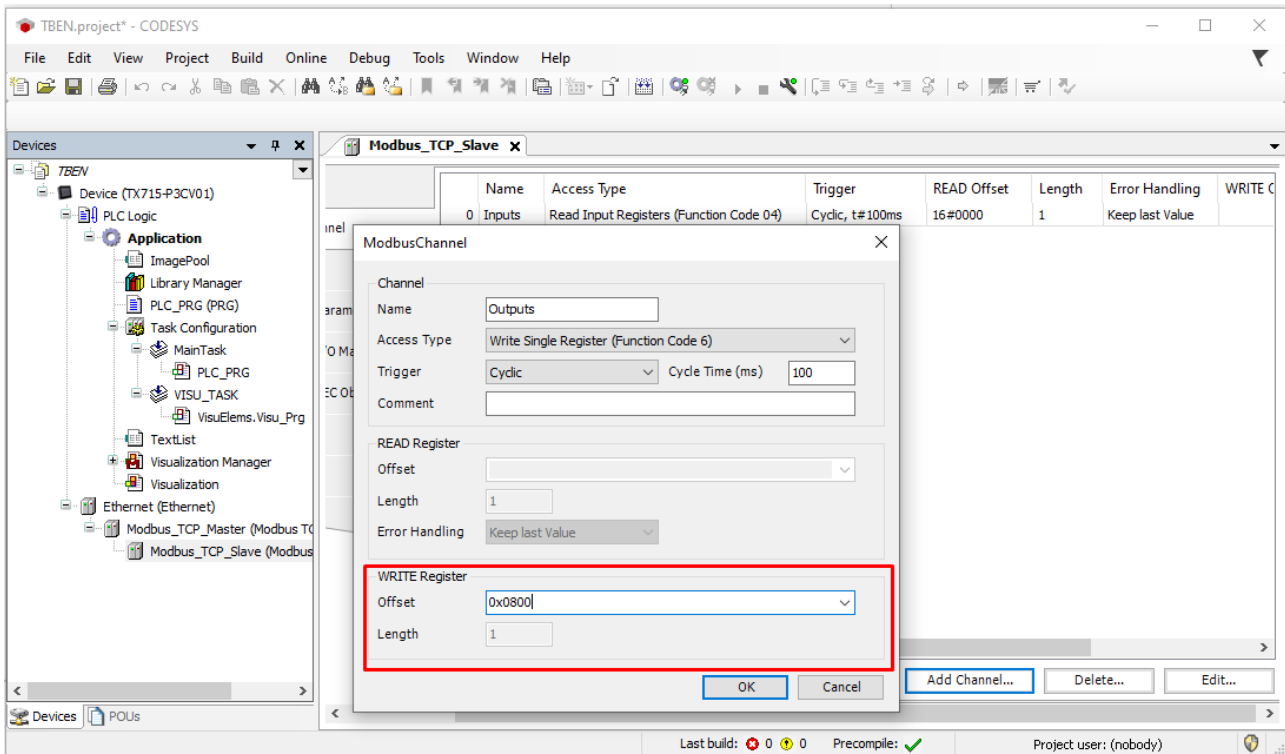 TBEN.project* - CODESYS
File Edit View Project Build Online Debug Tools Window Help
Devices
TBEN
Device (TX715-P3CV01)
PLC Logic
Application
ImagePool
Library Manager
PLC_PRG (PRG)
Task Configuration
MainTask
PLC_PRG
VISU_TASK
VisuElems.Visu_Prg
TextList
Visualization Manager
Visualization
Ethernet (Ethernet)
Modbus_TCP_Master (Modbus TC
Modbus_TCP_Slave (Modbus
Devices POUs
Modbus_TCP_Slave
Name Access Type Trigger READ Offset Length Error Handling WRITE O
0 Inputs Read Input Registers (Function Code 04) Cyclic, t#100ms 16#0000 1 Keep last Value
nnel
aram
/O Ma
EC Ob
ModbusChannel
Channel
Name Outputs
Access Type Write Single Register (Function Code 6)
Trigger Cyclic Cycle Time (ms) 100
Comment
READ Register
Offset
Length 1
Error Handling Keep last Value
WRITE Register
Offset 0x0800
Length 1
OK Cancel
Add Channel... Delete... Edit...
Last build: 0 0 Precompile: Project user: (nobody)